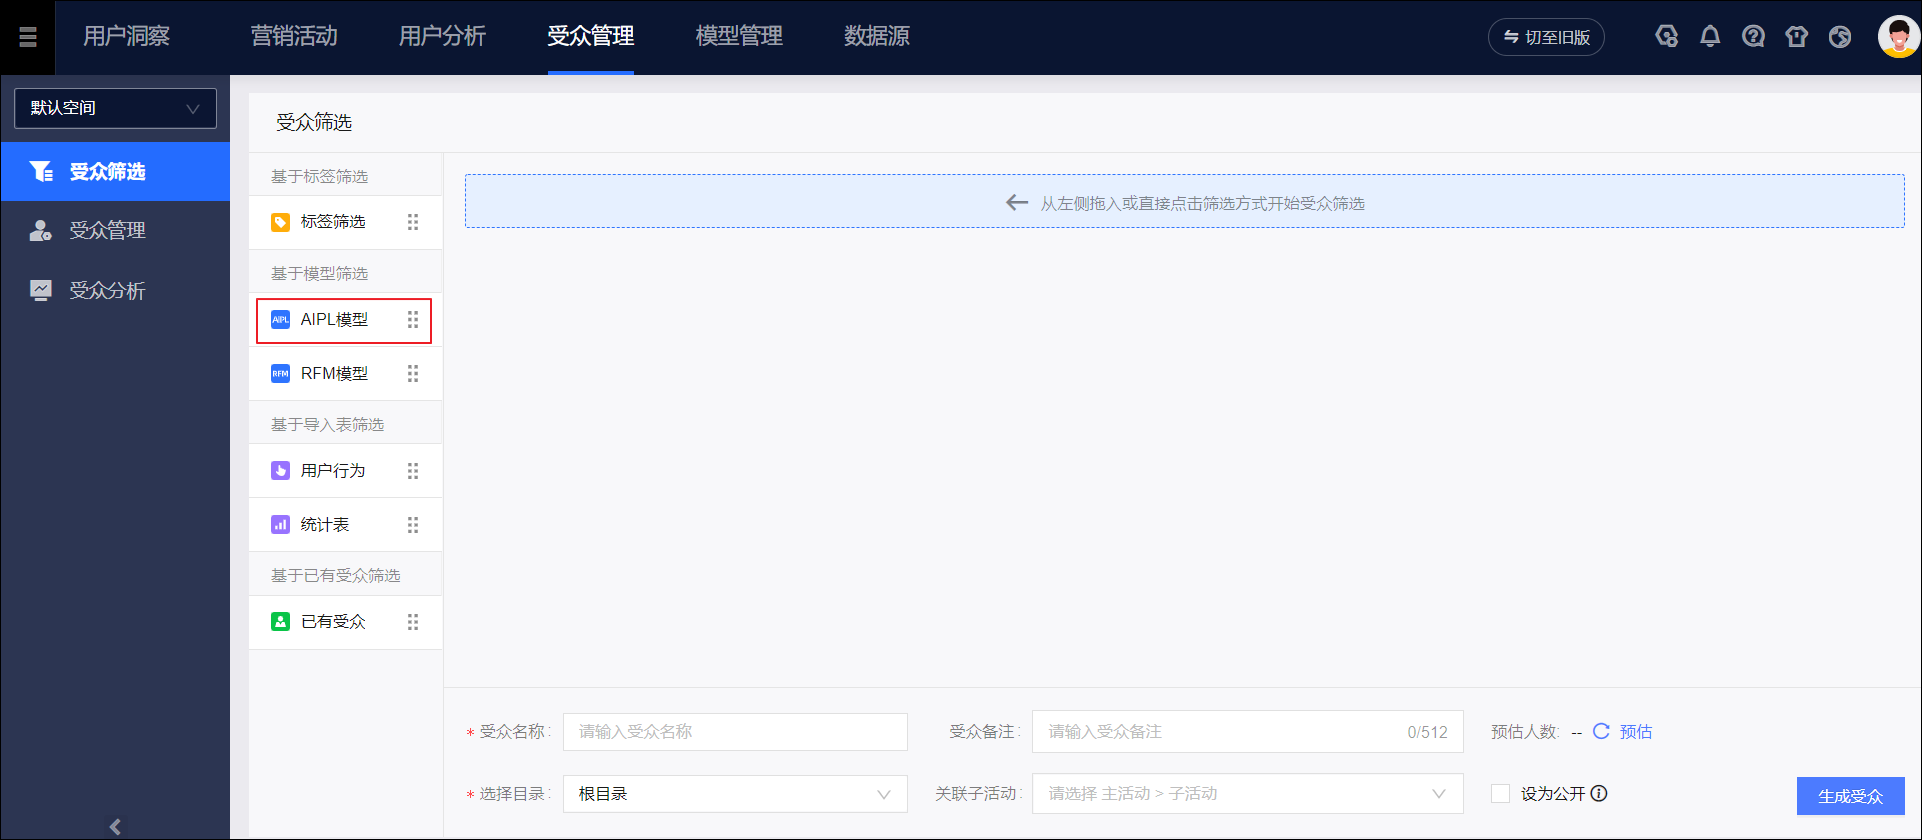 用户洞察
营销活动
用户分析
受众管理
模型管理
数据源
切至旧版
默认空间
受众筛选
受众管理
受众分析
受众筛选
基于标签筛选
标签筛选
基于模型筛选
AIPL
AIPL模型
RFM
RFM模型
基于导入表筛选
用户行为
统计表
基于已有受众筛选
已有受众
从左侧拖入或直接点击筛选方式开始受众筛选
* 受众名称:
请输入受众名称
受众备注:
请输入受众备注
0/512
预估人数: --
预估
* 选择目录:
根目录
关联子活动:
请选择 主活动 > 子活动
设为公开
生成受众